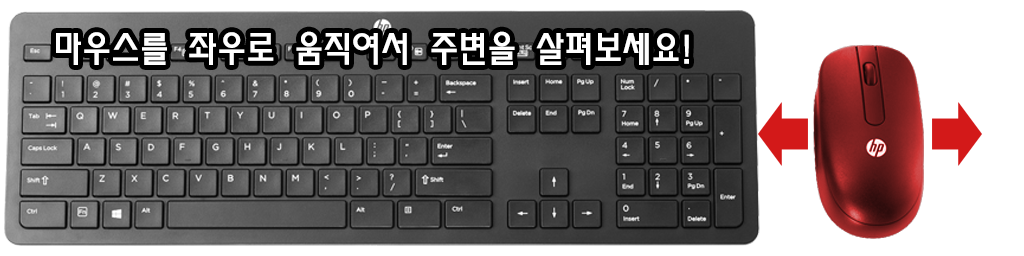 hp
마우스를 좌우로 움직여서 주변을 살펴보세요!
Esc
! @ # $ % ^ & * ( ) _ + Backspace Insert Home Pg Up Num Lock / * -
1 2 3 4 5 6 7 8 9 0 - =
Tab Q W E R T Y U I O P { [ } ] | \ Delete End Pg Dn 7 Home 8 9 Pg Up +
Caps Lock A S D F G H J K L : ; " ' Enter 4 5 6
Shift Z X C V B N M < , > . ? / Shift 1 End 2 3 Pg Dn Enter
Ctrl Fn Alt Alt Ctrl 0 Insert . Delete
hp